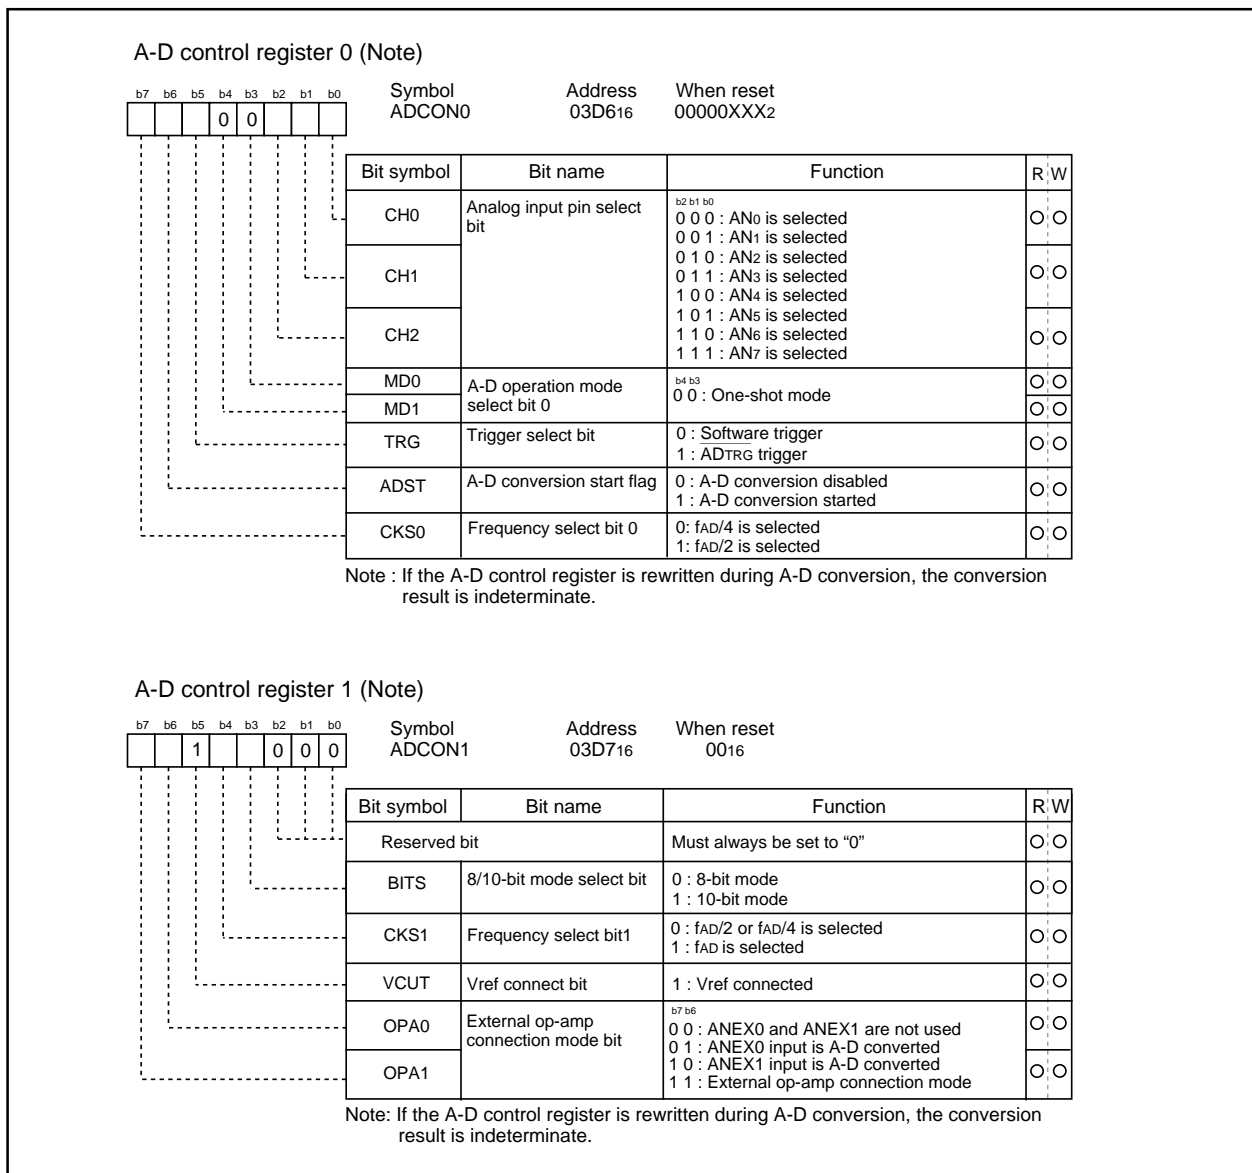 A-D control register 0 (Note)
b7 b6 b5 b4 b3 b2 b1 b0
0 0
Symbol Address When reset
ADCON0 03D616 00000XXX2
Bit symbol Bit name Function R W
CH0 Analog input pin select bit
b2 b1 b0
0 0 0 : AN0 is selected
0 0 1 : AN1 is selected
CH1
0 1 0 : AN2 is selected
0 1 1 : AN3 is selected
1 0 0 : AN4 is selected
CH2
1 0 1 : AN5 is selected
1 1 0 : AN6 is selected
1 1 1 : AN7 is selected
MD0
MD1
A-D operation mode
select bit 0
b4 b3
0 0 : One-shot mode
TRG Trigger select bit
0 : Software trigger
1 : ADTRG trigger
ADST A-D conversion start flag
0 : A-D conversion disabled
1 : A-D conversion started
CKS0 Frequency select bit 0
0: fAD/4 is selected
1: fAD/2 is selected
Note : If the A-D control register is rewritten during A-D conversion, the conversion
result is indeterminate.
A-D control register 1 (Note)
b7 b6 b5 b4 b3 b2 b1 b0
1 0 0 0
Symbol Address When reset
ADCON1 03D716 0016
Bit symbol Bit name Function R W
Reserved bit Must always be set to “0”
BITS 8/10-bit mode select bit
0 : 8-bit mode
1 : 10-bit mode
CKS1 Frequency select bit1
0 : fAD/2 or fAD/4 is selected
1 : fAD is selected
VCUT Vref connect bit 1 : Vref connected
OPA0
OPA1
External op-amp
connection mode bit
b7 b6
0 0 : ANEX0 and ANEX1 are not used
0 1 : ANEX0 input is A-D converted
1 0 : ANEX1 input is A-D converted
1 1 : External op-amp connection mode
Note: If the A-D control register is rewritten during A-D conversion, the conversion
result is indeterminate.